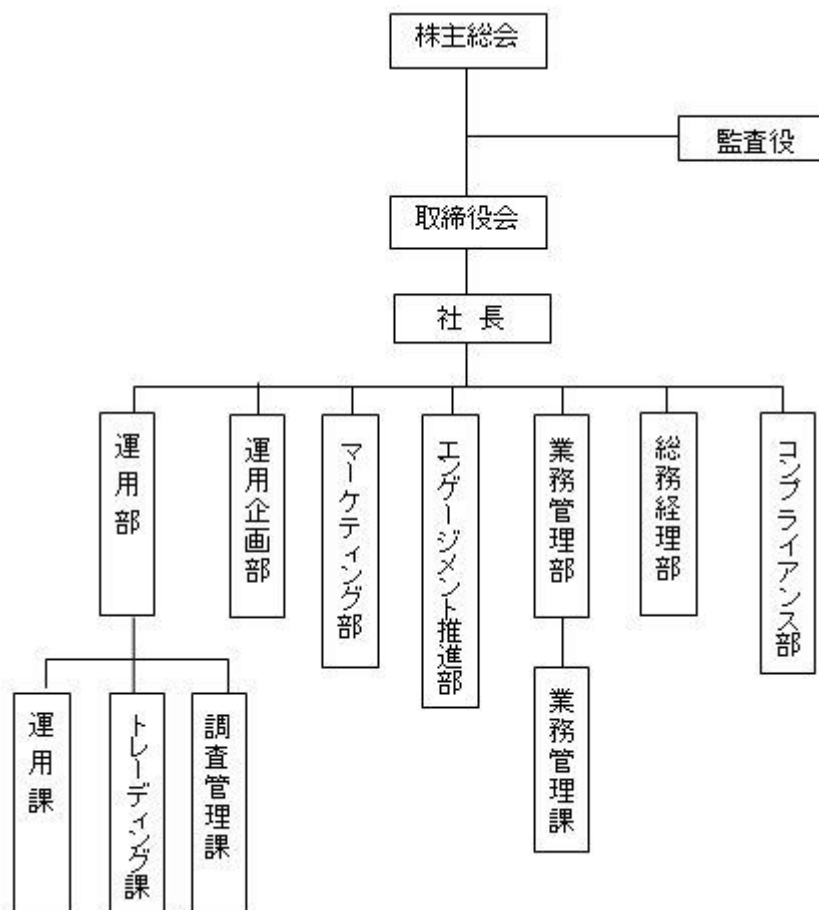 株主総会
監査役
取締役会
社 長
運用部
運用企画部
マーケティング部
エンゲージメント推進部
業務管理部
総務経理部
コンプライアンス部
運用課
トレーディング課
調査管理課
業務管理課